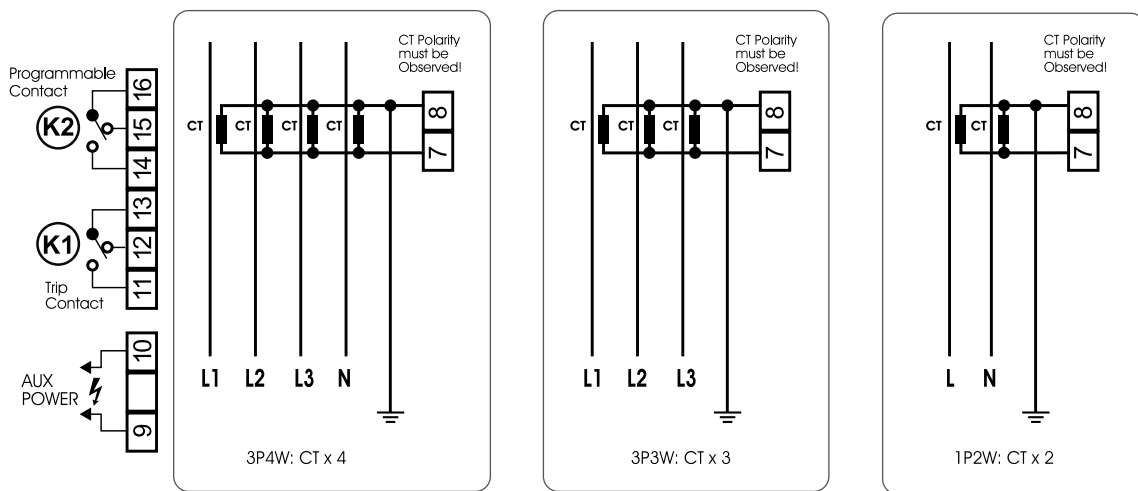 Programmable
Contact
K2
16
15
14
K1
13
12
11
Trip
Contact
AUX
POWER
10
9
CT Polarity
must be
Observed!
CT
CT
CT
CT
8
7
L1
L2
L3
N
3P4W: CT x 4
CT Polarity
must be
Observed!
CT
CT
CT
8
7
L1
L2
L3
3P3W: CT x 3
CT Polarity
must be
Observed!
CT
CT
8
7
L
N
1P2W: CT x 2